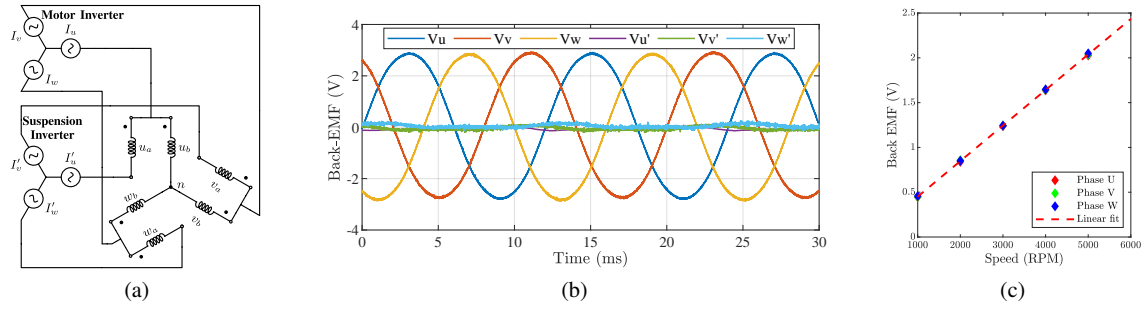 Motor Inverter
I_v
I_u
I_w
Suspension
Inverter
I'_v
I'_u
I'_w
u_a
u_b
v_a
n
w_b
w_a
v_b
(a)
Vu Vv Vw Vu' Vv' Vw'
Back-EMF (V)
4
2
0
-2
-4
0 5 10 15 20 25 30
Time (ms)
(b)
Back EMF (V)
2.5
2
1.5
1
0.5
0
Phase U
Phase V
Phase W
Linear fit
1000 2000 3000 4000 5000 6000
Speed (RPM)
(c)